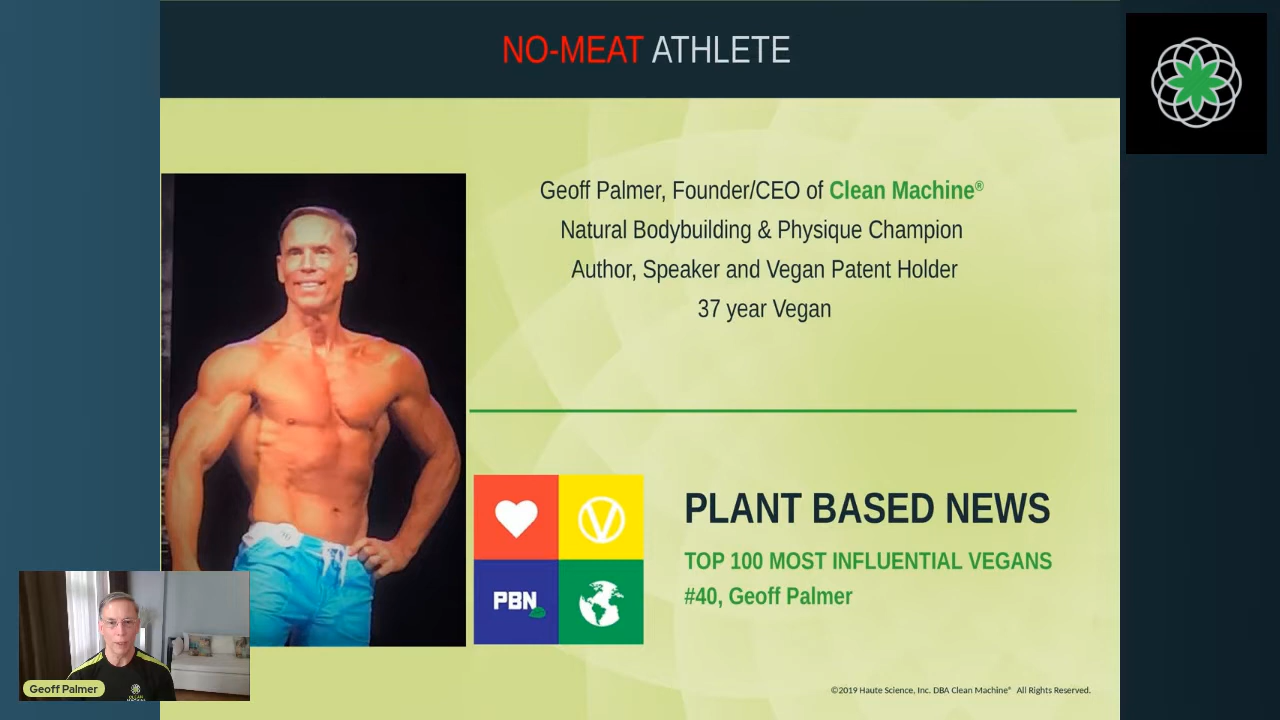 NO-MEAT ATHLETE
Geoff Palmer, Founder/CEO of Clean Machine®
Natural Bodybuilding & Physique Champion
Author, Speaker and Vegan Patent Holder
37 year Vegan
PBN
PLANT BASED NEWS
TOP 100 MOST INFLUENTIAL VEGANS
#40, Geoff Palmer
Geoff Palmer
©2019 Haute Science, Inc. DBA Clean Machine® All Rights Reserved.